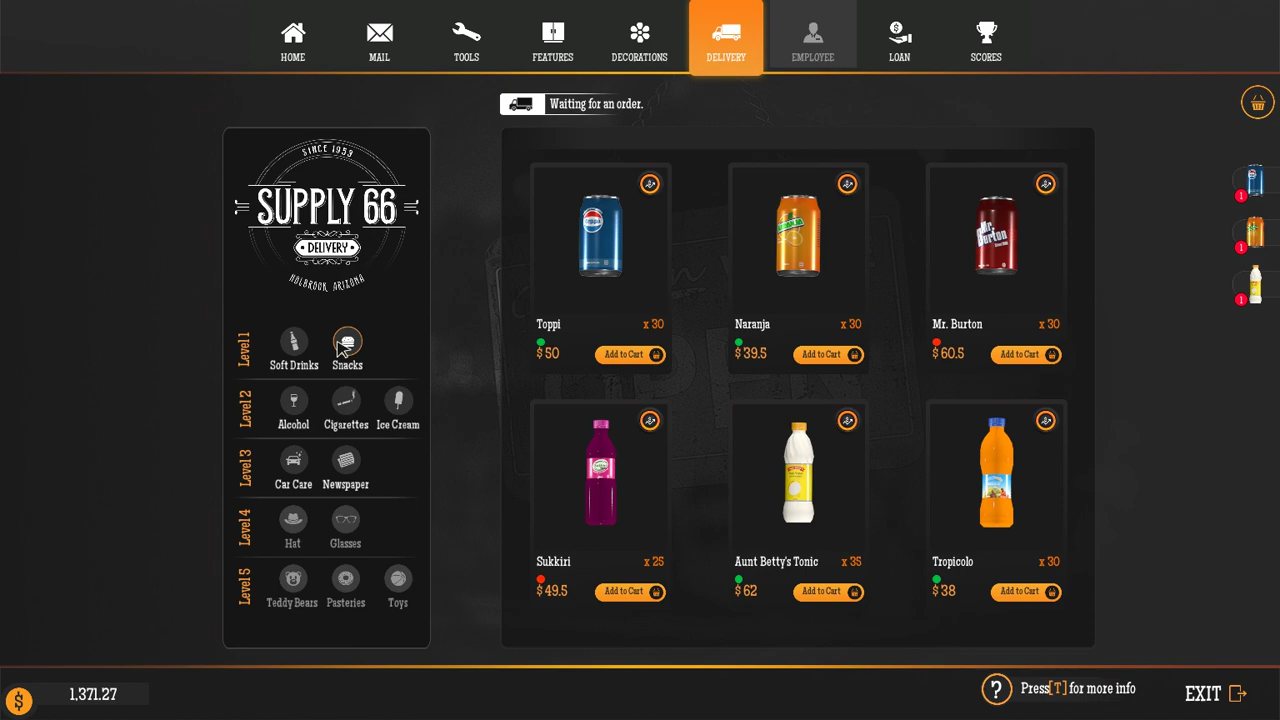 HOME
MAIL
TOOLS
FEATURES
DECORATIONS
DELIVERY
EMPLOYEE
LOAN
SCORES
Waiting for an order.
SINCE 1953
SUPPLY 66
DELIVERY
HOLBROOK, ARIZONA
Level 1
Soft Drinks
Snacks
Level 2
Alcohol
Cigarettes
Ice Cream
Level 3
Car Care
Newspaper
Level 4
Hat
Glasses
Level 5
Teddy Bears
Pasteries
Toys
Toppi x 30
$ 50 Add to Cart
Naranja x 30
$ 39.5 Add to Cart
Mr. Burton
Mr. Burton x 30
$ 60.5 Add to Cart
Sukkiri x 25
$ 49.5 Add to Cart
Aunt Betty's Tonic x 35
$ 62 Add to Cart
Tropicolo x 30
$ 38 Add to Cart
1
1
1
$ 1,371.27
? Press[T] for more info
EXIT